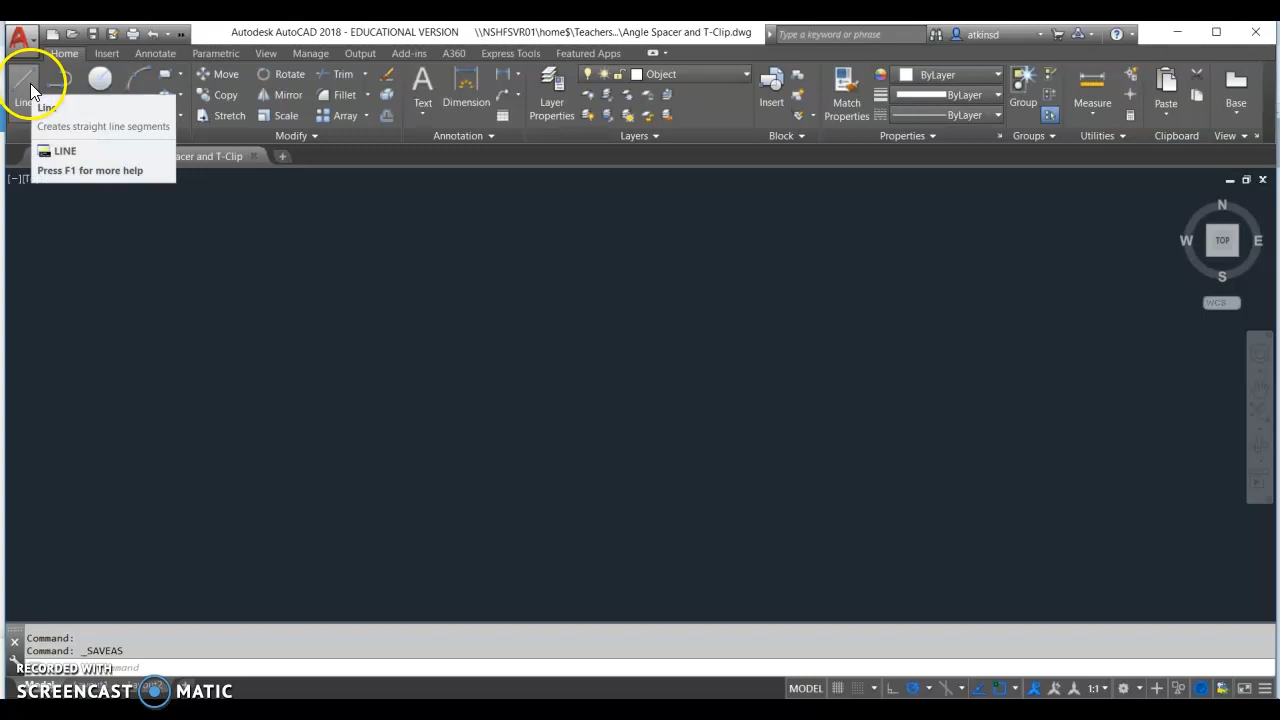 Autodesk AutoCAD 2018 - EDUCATIONAL VERSION \\NSHFSVR01\home$\Teachers...\Angle Spacer and T-Clip.dwg
Type a keyword or phrase
atkinsd
Home Insert Annotate Parametric View Manage Output Add-ins A360 Express Tools Featured Apps
Move Rotate Trim
Copy Mirror Fillet
Stretch Scale Array
Line
Text
Dimension
Layer
Properties
Object
Insert
Match
Properties
ByLayer
ByLayer
ByLayer
Group
Measure
Paste
Base
Modify Annotation Layers Block Properties Groups Utilities Clipboard View
Line
Creates straight line segments
LINE
Press F1 for more help
pacer and T-Clip
[−][T
N
W TOP E
S
WCS
Command:
Command: _SAVEAS
RECORDED WITH
SCREENCAST MATIC
MODEL 1:1